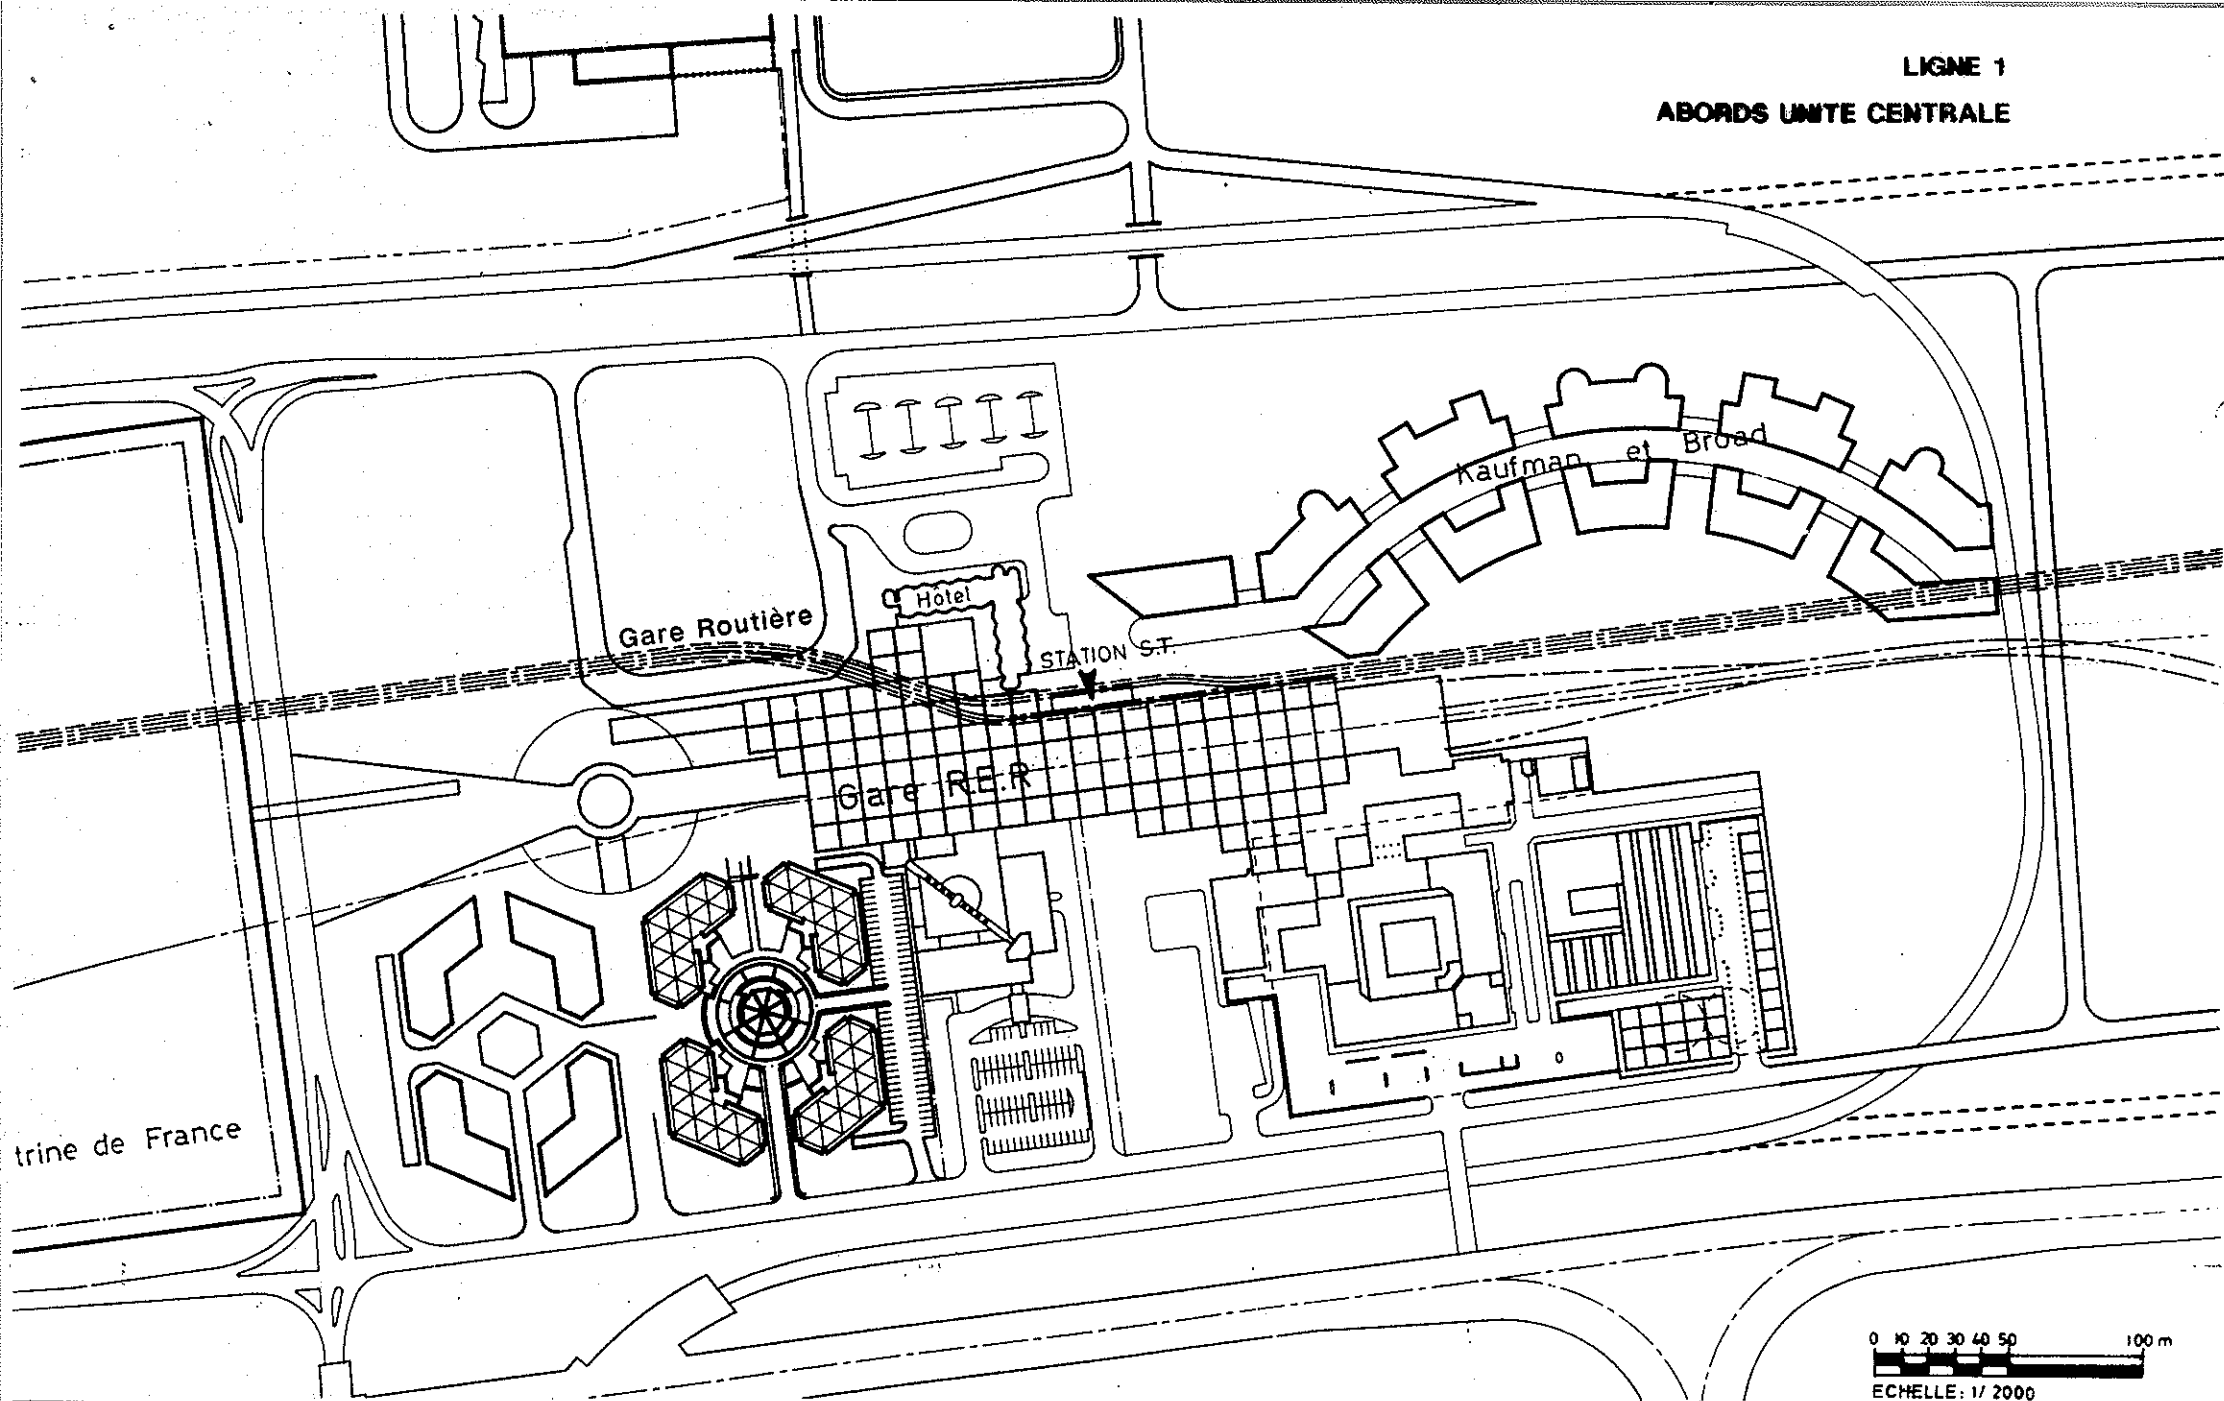 LIGNE 1
ABORDS UNITE CENTRALE
Kaufman et Broad
Hôtel
Gare Routière
STATION S.T.
Gare R.E.R
trine de France
0 10 20 30 40 50 100 m
ECHELLE: 1/ 2000